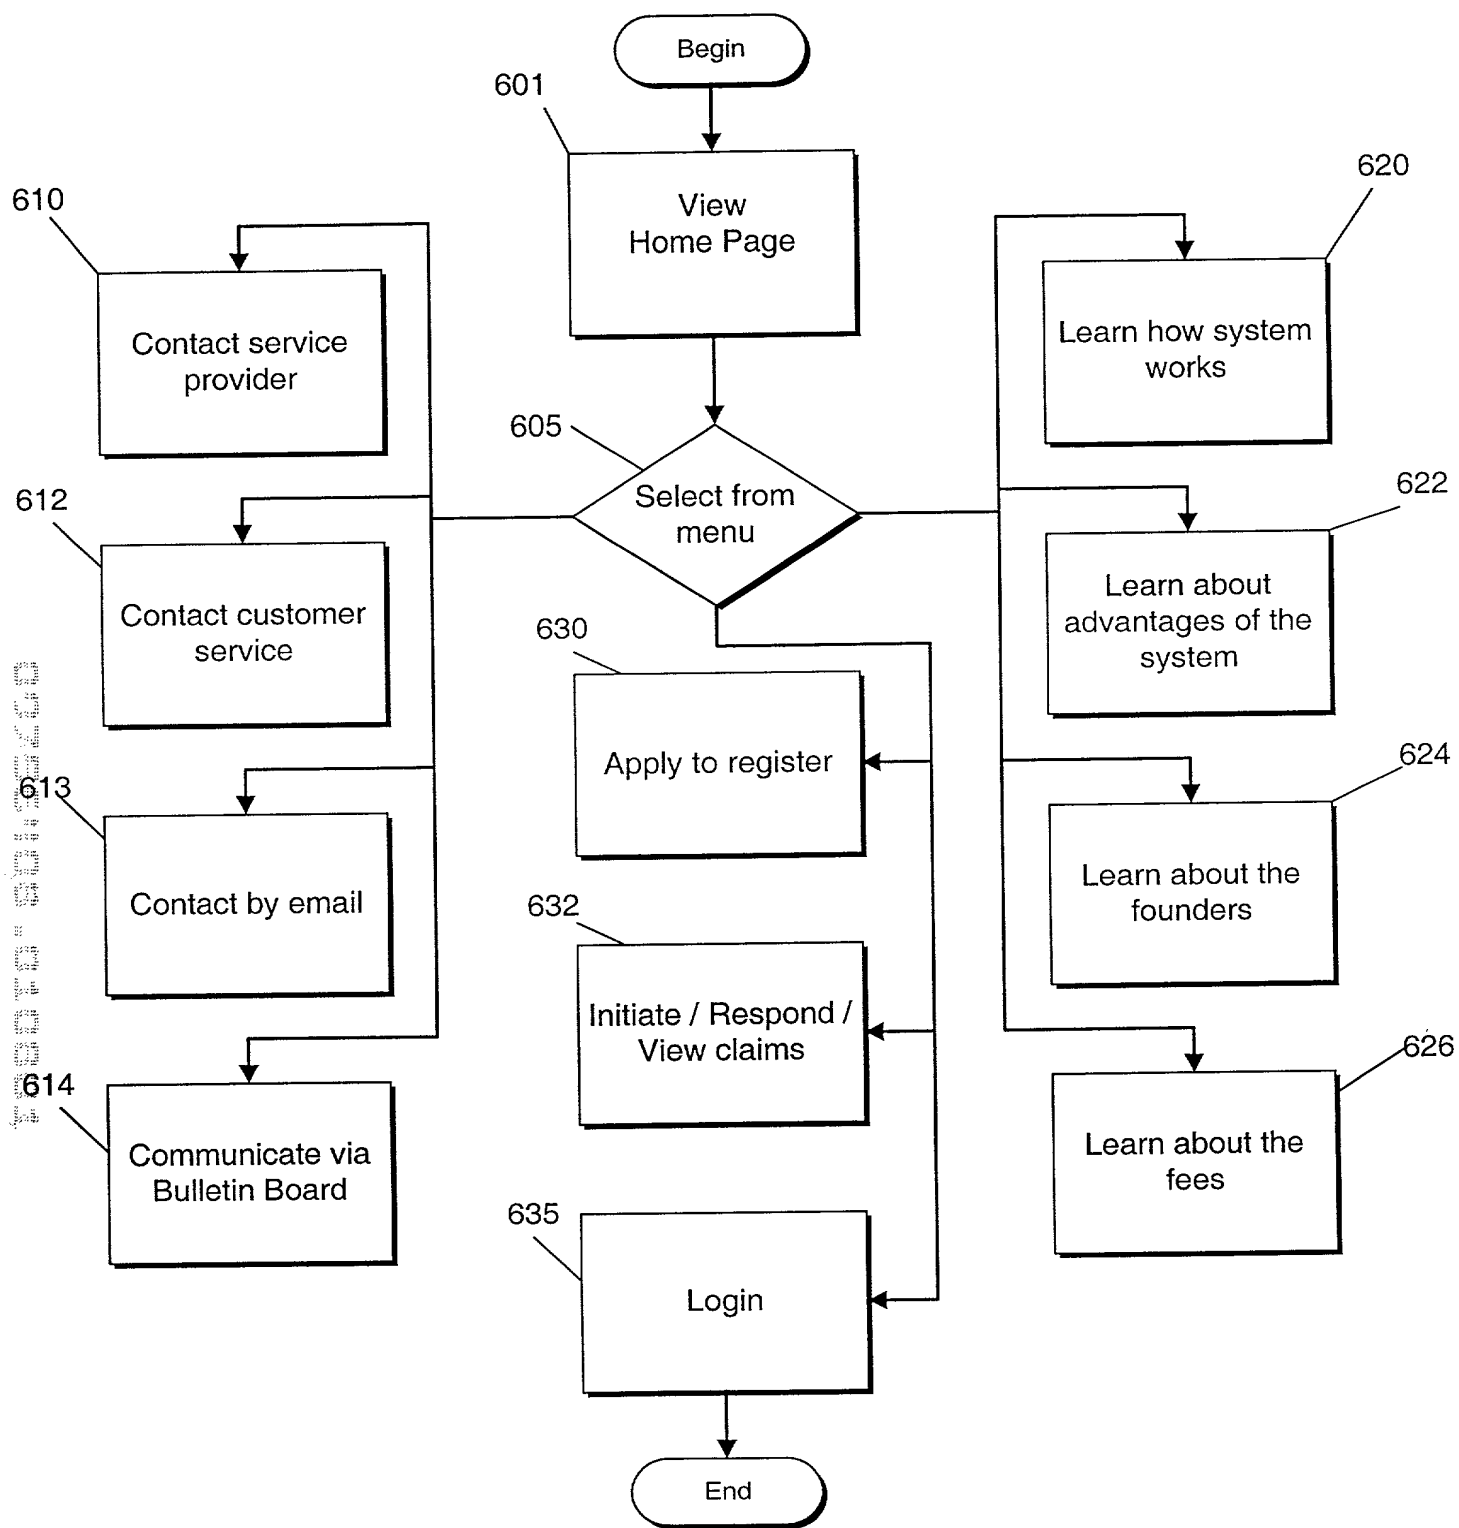 Begin
601
View
Home Page
610
Contact service
provider
620
Learn how system
works
605
Select from
menu
612
Contact customer
service
622
Learn about
advantages of the
system
630
Apply to register
613
Contact by email
624
Learn about the
founders
632
Initiate / Respond /
View claims
614
Communicate via
Bulletin Board
626
Learn about the
fees
635
Login
End